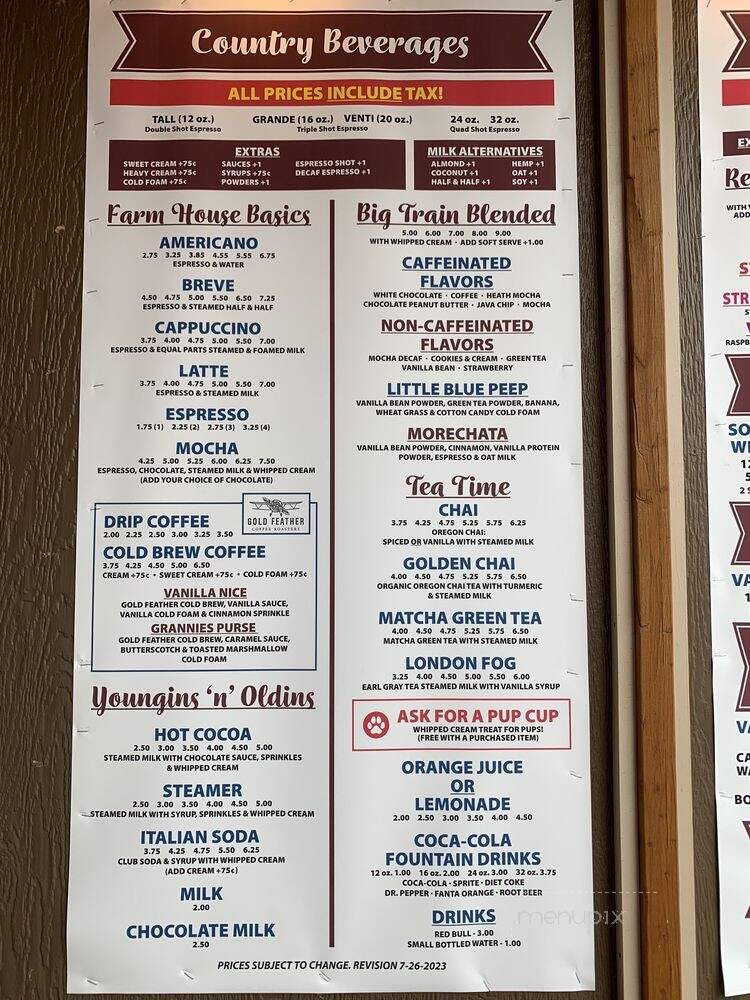 Country Beverages
ALL PRICES INCLUDE TAX!
TALL (12 oz.) GRANDE (16 oz.) VENTI (20 oz.) 24 oz. 32 oz.
Double Shot Espresso Triple Shot Espresso Quad Shot Espresso
EXTRAS
SWEET CREAM +75¢ SAUCES +1 ESPRESSO SHOT +1
HEAVY CREAM +75¢ SYRUPS +75¢ DECAF ESPRESSO +1
COLD FOAM +75¢ POWDERS +1
MILK ALTERNATIVES
ALMOND +1 HEMP +1
COCONUT +1 OAT +1
HALF & HALF +1 SOY +1
Farm House Basics
AMERICANO
2.75 3.25 3.85 4.55 5.55 6.75
ESPRESSO & WATER
BREVE
4.50 4.75 5.00 5.50 6.50 7.25
ESPRESSO & STEAMED HALF & HALF
CAPPUCCINO
3.75 4.00 4.75 5.00 5.50 7.00
ESPRESSO & EQUAL PARTS STEAMED & FOAMED MILK
LATTE
3.75 4.00 4.75 5.00 5.50 7.00
ESPRESSO & STEAMED MILK
ESPRESSO
1.75 (1) 2.25 (2) 2.75 (3) 3.25 (4)
MOCHA
4.25 5.00 5.25 6.00 6.25 7.50
ESPRESSO, CHOCOLATE, STEAMED MILK & WHIPPED CREAM
(ADD YOUR CHOICE OF CHOCOLATE)
GOLD FEATHER
COFFEE ROASTERS
DRIP COFFEE
2.00 2.25 2.50 3.00 3.25 3.50
COLD BREW COFFEE
3.75 4.25 4.50 5.00 6.50
CREAM +75¢ • SWEET CREAM +75¢ • COLD FOAM +75¢
VANILLA NICE
GOLD FEATHER COLD BREW, VANILLA SAUCE,
VANILLA COLD FOAM & CINNAMON SPRINKLE
GRANNIES PURSE
GOLD FEATHER COLD BREW, CARAMEL SAUCE,
BUTTERSCOTCH & TOASTED MARSHMALLOW
COLD FOAM
Youngins 'n' Oldins
HOT COCOA
2.50 3.00 3.50 4.00 4.50 5.00
STEAMED MILK WITH CHOCOLATE SAUCE, SPRINKLES
& WHIPPED CREAM
STEAMER
2.50 3.00 3.50 4.00 4.50 5.00
STEAMED MILK WITH SYRUP, SPRINKLES & WHIPPED CREAM
ITALIAN SODA
3.75 4.25 4.75 5.50 6.25
CLUB SODA & SYRUP WITH WHIPPED CREAM
(ADD CREAM +75¢)
MILK
2.00
CHOCOLATE MILK
2.50
Big Train Blended
5.00 6.00 7.00 8.00 9.00
WITH WHIPPED CREAM · ADD SOFT SERVE +1.00
CAFFEINATED
FLAVORS
WHITE CHOCOLATE · COFFEE · HEATH MOCHA
CHOCOLATE PEANUT BUTTER · JAVA CHIP · MOCHA
NON-CAFFEINATED
FLAVORS
MOCHA DECAF · COOKIES & CREAM · GREEN TEA
VANILLA BEAN · STRAWBERRY
LITTLE BLUE PEEP
VANILLA BEAN POWDER, GREEN TEA POWDER, BANANA,
WHEAT GRASS & COTTON CANDY COLD FOAM
MORECHATA
VANILLA BEAN POWDER, CINNAMON, VANILLA PROTEIN
POWDER, ESPRESSO & OAT MILK
Tea Time
CHAI
3.75 4.25 4.75 5.25 5.75 6.25
OREGON CHAI:
SPICED OR VANILLA WITH STEAMED MILK
GOLDEN CHAI
4.00 4.50 4.75 5.25 5.75 6.50
ORGANIC OREGON CHAI TEA WITH TURMERIC
& STEAMED MILK
MATCHA GREEN TEA
4.00 4.50 4.75 5.25 5.75 6.50
MATCHA GREEN TEA WITH STEAMED MILK
LONDON FOG
3.25 4.00 4.50 5.00 5.50 6.00
EARL GRAY TEA STEAMED MILK WITH VANILLA SYRUP
ASK FOR A PUP CUP
WHIPPED CREAM TREAT FOR PUPS!
(FREE WITH A PURCHASED ITEM)
ORANGE JUICE
OR
LEMONADE
2.00 2.50 3.00 3.50 4.00 4.50
COCA-COLA
FOUNTAIN DRINKS
12 oz. 1.00 16 oz. 2.00 24 oz. 3.00 32 oz. 3.75
COCA-COLA · SPRITE · DIET COKE
DR. PEPPER · FANTA ORANGE · ROOT BEER
DRINKS
RED BULL - 3.00
SMALL BOTTLED WATER - 1.00
PRICES SUBJECT TO CHANGE. REVISION 7-26-2023
menupix